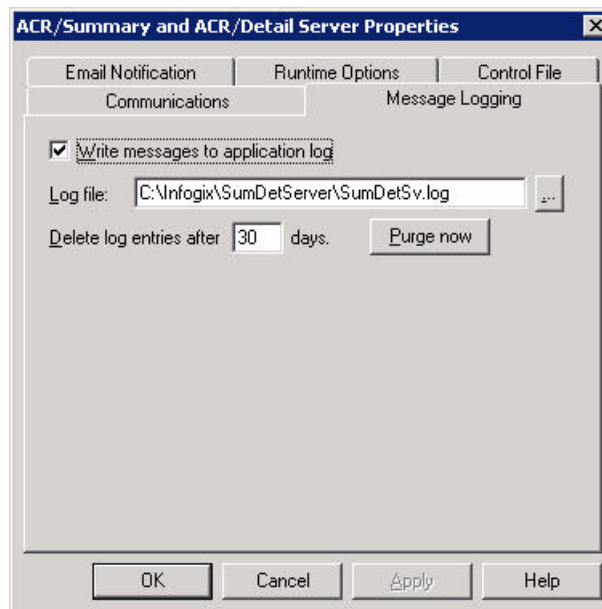 ACR/Summary and ACR/Detail Server Properties
Email Notification Runtime Options Control File
Communications Message Logging
Write messages to application log
Log file: C:\Infogix\SumDetServer\SumDetSv.log ...
Delete log entries after 30 days. Purge now
OK Cancel Apply Help